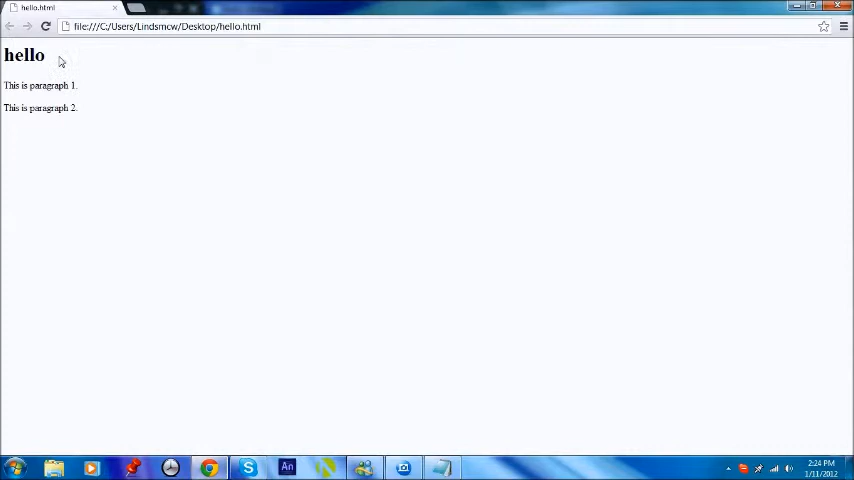 hello.html
file:///C:/Users/Lindsmcw/Desktop/hello.html
hello
This is paragraph 1.
This is paragraph 2.
An
2:24 PM
1/11/2012